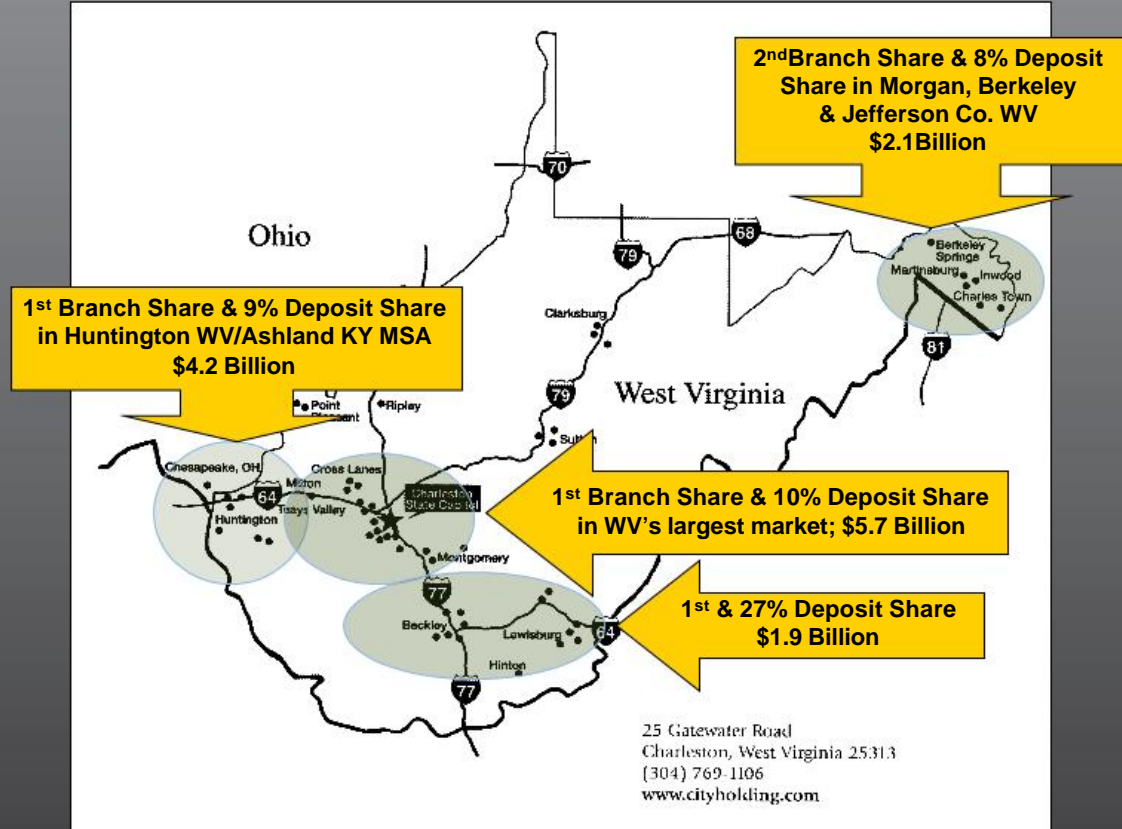 2ndBranch Share & 8% Deposit
Share in Morgan, Berkeley
& Jefferson Co. WV
$2.1Billion
70
Ohio
68
79
Berkeley
Springs
Martinsburg
Inwood
Charles Town
81
1st Branch Share & 9% Deposit Share
in Huntington WV/Ashland KY MSA
$4.2 Billion
Clarksburg
79
West Virginia
Point
Ripley
Chesapeake, OH
Cross Lanes
64
Milton
Valley
Charleston
State Capital
Huntington
1st Branch Share & 10% Deposit Share
in WV's largest market; $5.7 Billion
Montgomery
77
1st & 27% Deposit Share
$1.9 Billion
Beckley
Lewisburg
64
Hinton
77
25 Gatewater Road
Charleston, West Virginia 25313
(304) 769-1106
www.cityholding.com